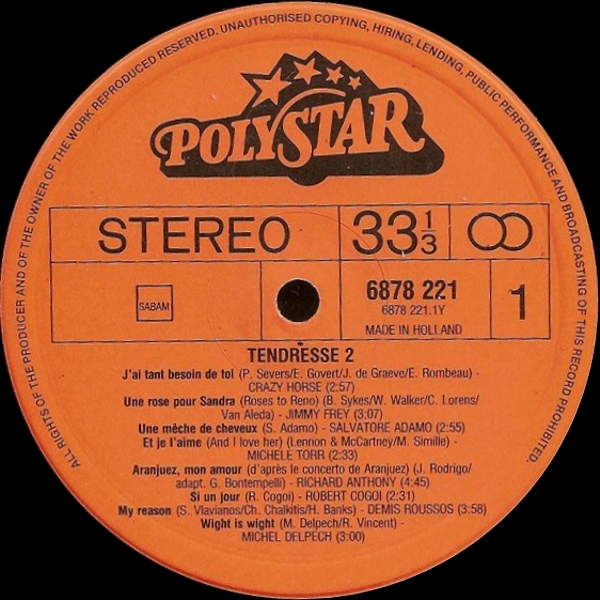 ALL RIGHTS OF THE PRODUCER AND OF THE OWNER OF THE WORK REPRODUCED RESERVED. UNAUTHORISED COPYING, HIRING, LENDING, PUBLIC PERFORMANCE AND BROADCASTING OF THIS RECORD PROHIBITED.
POLYSTAR
STEREO
33 1/3
SABAM
6878 221
6878 221.1Y
MADE IN HOLLAND
1
TENDRESSE 2
J'ai tant besoin de toi (P. Severs/E. Govert/J. de Graeve/E. Rombeau) -
CRAZY HORSE (2:57)
Une rose pour Sandra (Roses to Reno) (B. Sykes/W. Walker/C. Lorens/
Van Aleda) - JIMMY FREY (3:07)
Une mêche de cheveux (S. Adamo) - SALVATORE ADAMO (2:55)
Et je l'aime (And I love her) (Lennon & McCartney/M. Simille) -
MICHELE TORR (2:33)
Aranjuez, mon amour (d'après le concerto de Aranjuez) (J. Rodrigo/
adapt. G. Bontempelli) - RICHARD ANTHONY (4:45)
Si un jour (R. Cogoi) - ROBERT COGOI (2:31)
My reason (S. Vlavianos/Ch. Chalkitis/H. Banks) - DEMIS ROUSSOS (3:58)
Wight is wight (M. Delpech/R. Vincent) -
MICHEL DELPECH (3:00)